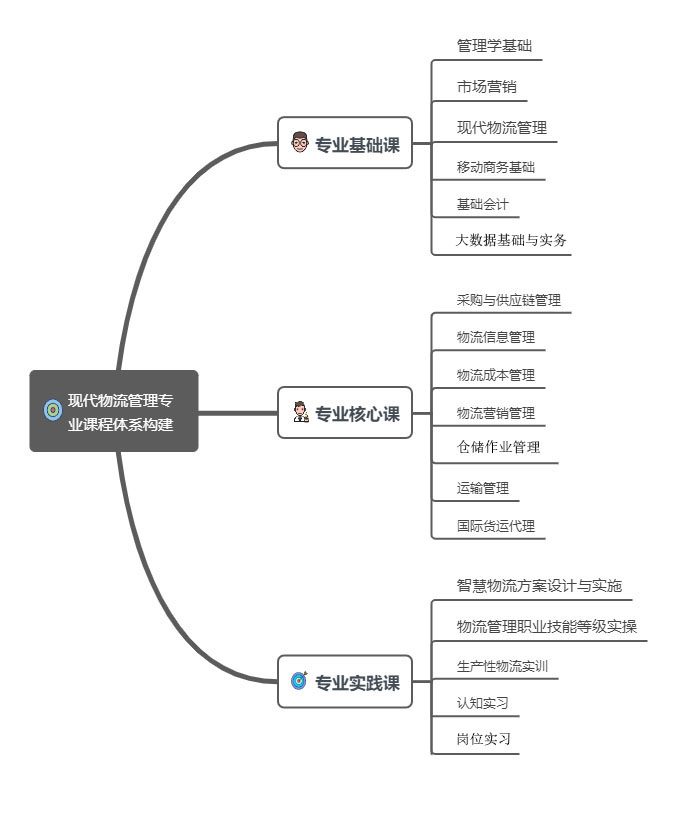 现代物流管理专
业课程体系构建
专业基础课
管理学基础
市场营销
现代物流管理
移动商务基础
基础会计
大数据基础与实务
专业核心课
采购与供应链管理
物流信息管理
物流成本管理
物流营销管理
仓储作业管理
运输管理
国际货运代理
专业实践课
智慧物流方案设计与实施
物流管理职业技能等级实操
生产性物流实训
认知实习
岗位实习